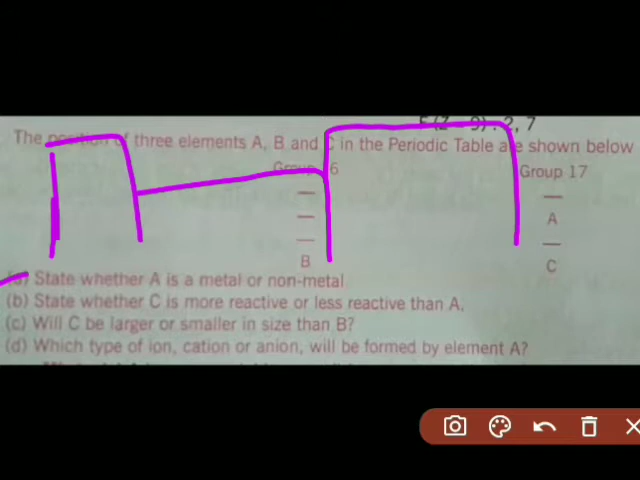 F (Z – 9) : 2, 7
The position of three elements A, B and C in the Periodic Table are shown below
Group 16 Group 17
— —
— A
— —
B C
(a) State whether A is a metal or non-metal
(b) State whether C is more reactive or less reactive than A.
(c) Will C be larger or smaller in size than B?
(d) Which type of ion, cation or anion, will be formed by element A?